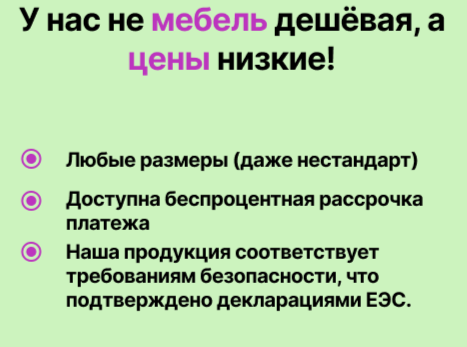 У нас не мебель дешёвая, а
цены низкие!
Любые размеры (даже нестандарт)
Доступна беспроцентная рассрочка
платежа
Наша продукция соответствует
требованиям безопасности, что
подтверждено декларациями ЕЭС.